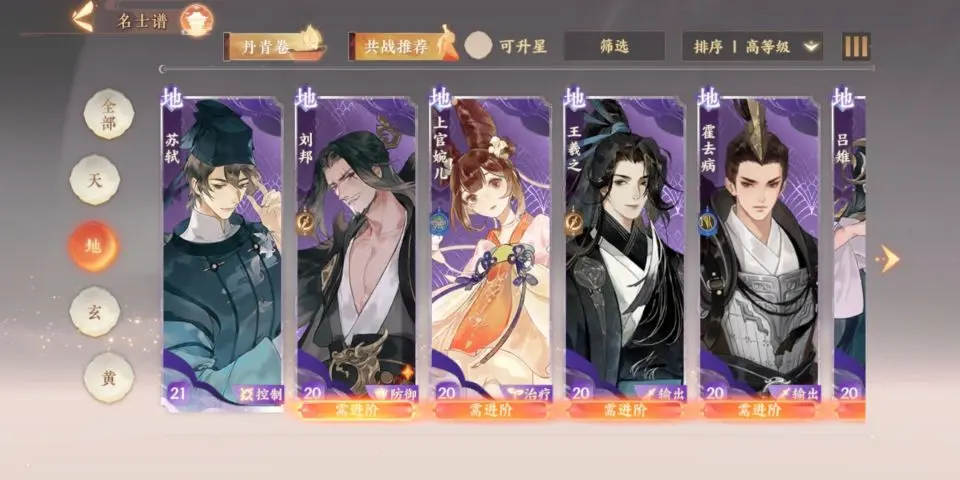 名士谱
丹青卷
共战推荐
可升星
筛选
排序 | 高等级
全部
天
地
玄
黄
地
苏轼
21
控制
地
刘邦
20
防御
需进阶
地
上官婉儿
20
治疗
需进阶
地
王羲之
20
输出
需进阶
地
霍去病
20
输出
需进阶
地
吕雉
20